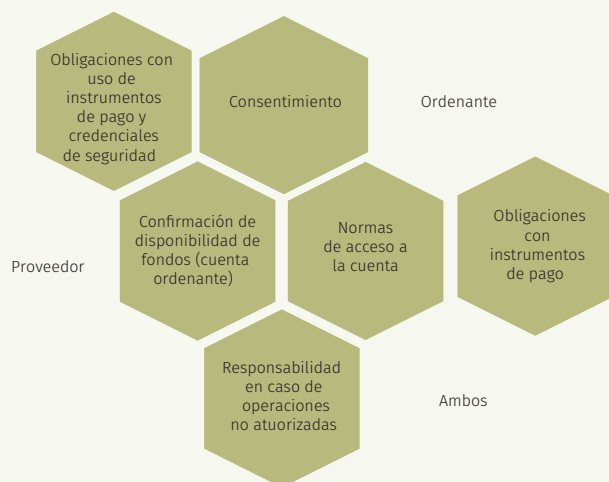 Obligaciones con
uso de
instrumentos
de pago y
credenciales
de seguridad
Consentimiento
Ordenante
Proveedor
Confirmación de
disponibilidad de
fondos (cuenta
ordenante)
Normas
de acceso a
la cuenta
Obligaciones
con
instrumentos
de pago
Responsabilidad
en caso de
operaciones
no atuorizadas
Ambos